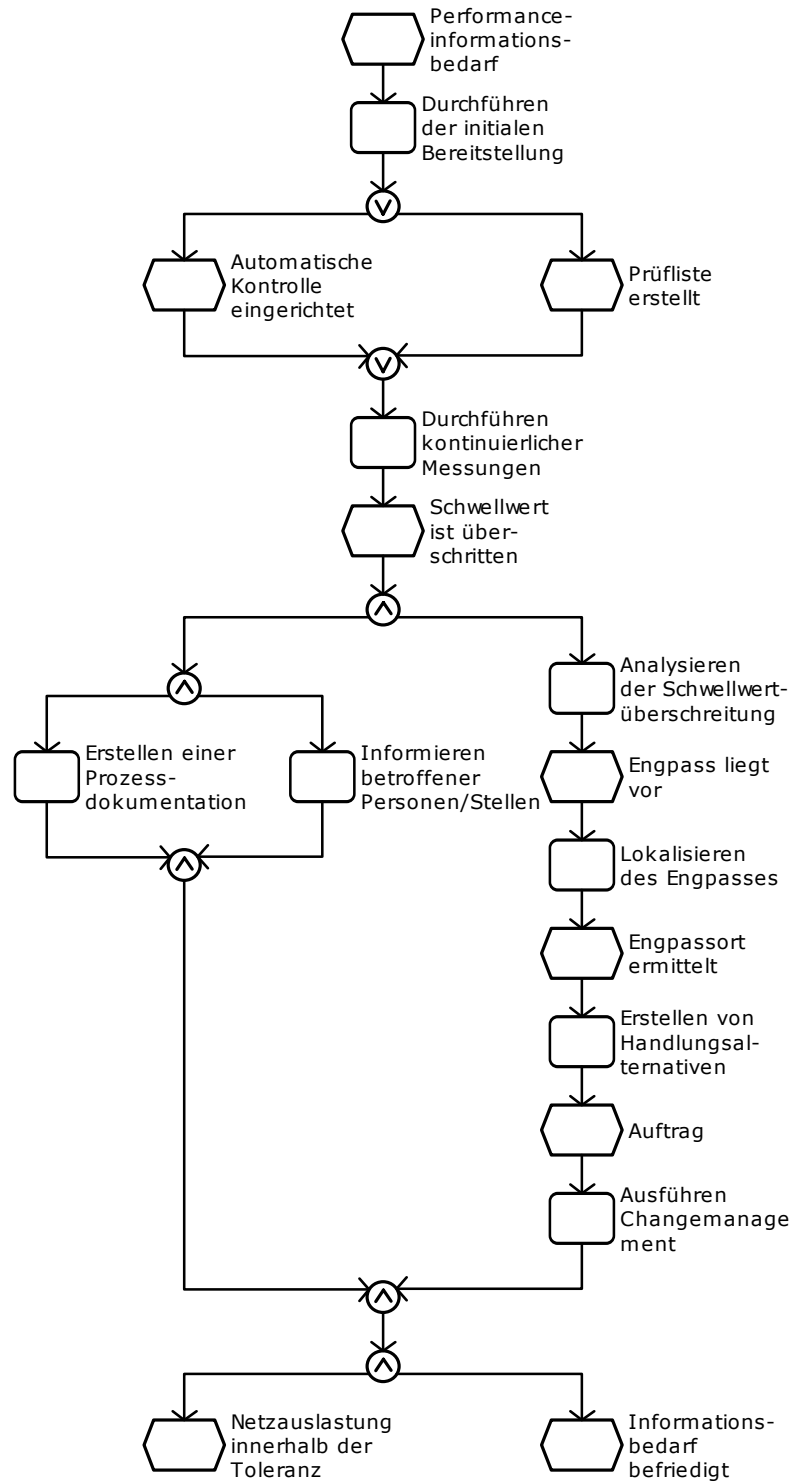 Performance-
informations-
bedarf
Durchführen
der initialen
Bereitstellung
Automatische
Kontrolle
eingerichtet
Prüfliste
erstellt
Durchführen
kontinuierlicher
Messungen
Schwellwert
ist über-
schritten
Analysieren
der Schwellwert-
überschreitung
Erstellen einer
Prozess-
dokumentation
Informieren
betroffener
Personen/Stellen
Engpass liegt
vor
Lokalisieren
des Engpasses
Engpassort
ermittelt
Erstellen von
Handlungsal-
ternativen
Auftrag
Ausführen
Changemanage
ment
Netzauslastung
innerhalb der
Toleranz
Informations-
bedarf
befriedigt